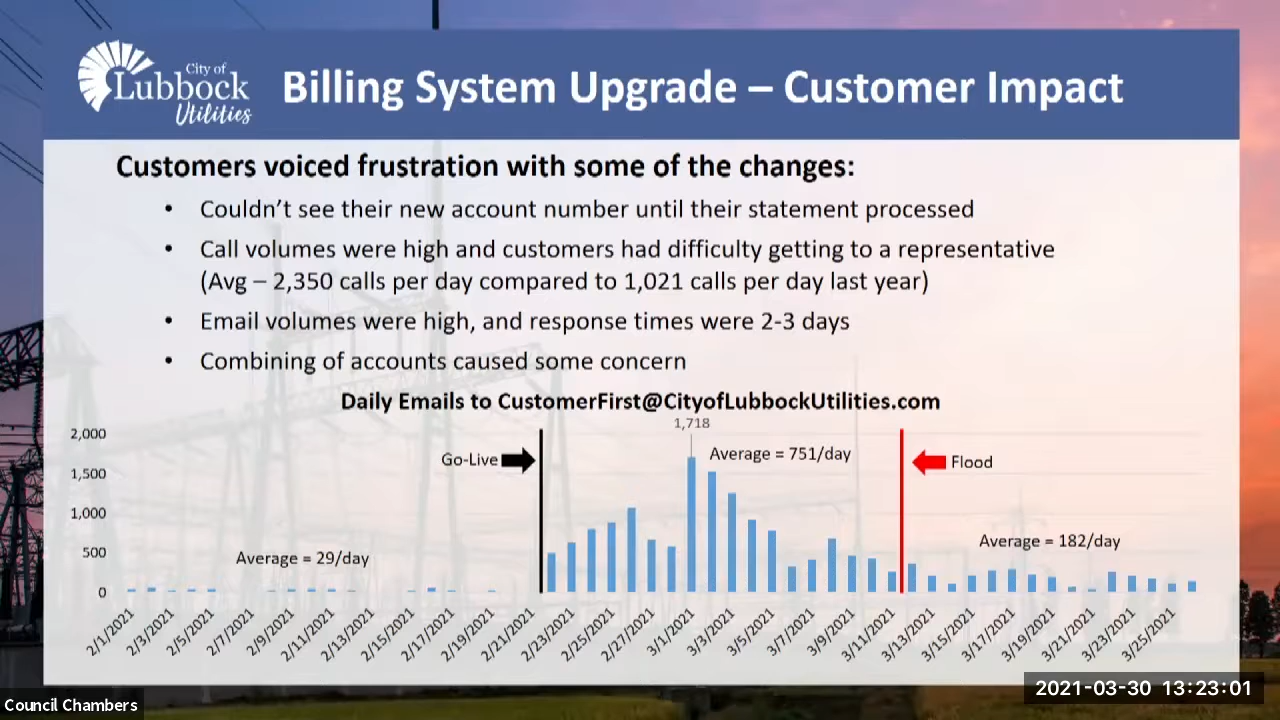 City of
Lubbock
Utilities
Billing System Upgrade – Customer Impact
Customers voiced frustration with some of the changes:
• Couldn't see their new account number until their statement processed
• Call volumes were high and customers had difficulty getting to a representative
(Avg – 2,350 calls per day compared to 1,021 calls per day last year)
• Email volumes were high, and response times were 2-3 days
• Combining of accounts caused some concern
Daily Emails to CustomerFirst@CityofLubbockUtilities.com
2,000
1,500
1,000
500
0
1,718
Go-Live
Average = 751/day
Flood
Average = 29/day
Average = 182/day
2/1/2021
2/3/2021
2/5/2021
2/7/2021
2/9/2021
2/11/2021
2/13/2021
2/15/2021
2/17/2021
2/19/2021
2/21/2021
2/23/2021
2/25/2021
2/27/2021
3/1/2021
3/3/2021
3/5/2021
3/7/2021
3/9/2021
3/11/2021
3/13/2021
3/15/2021
3/17/2021
3/19/2021
3/21/2021
3/23/2021
3/25/2021
2021-03-30 13:23:01
Council Chambers